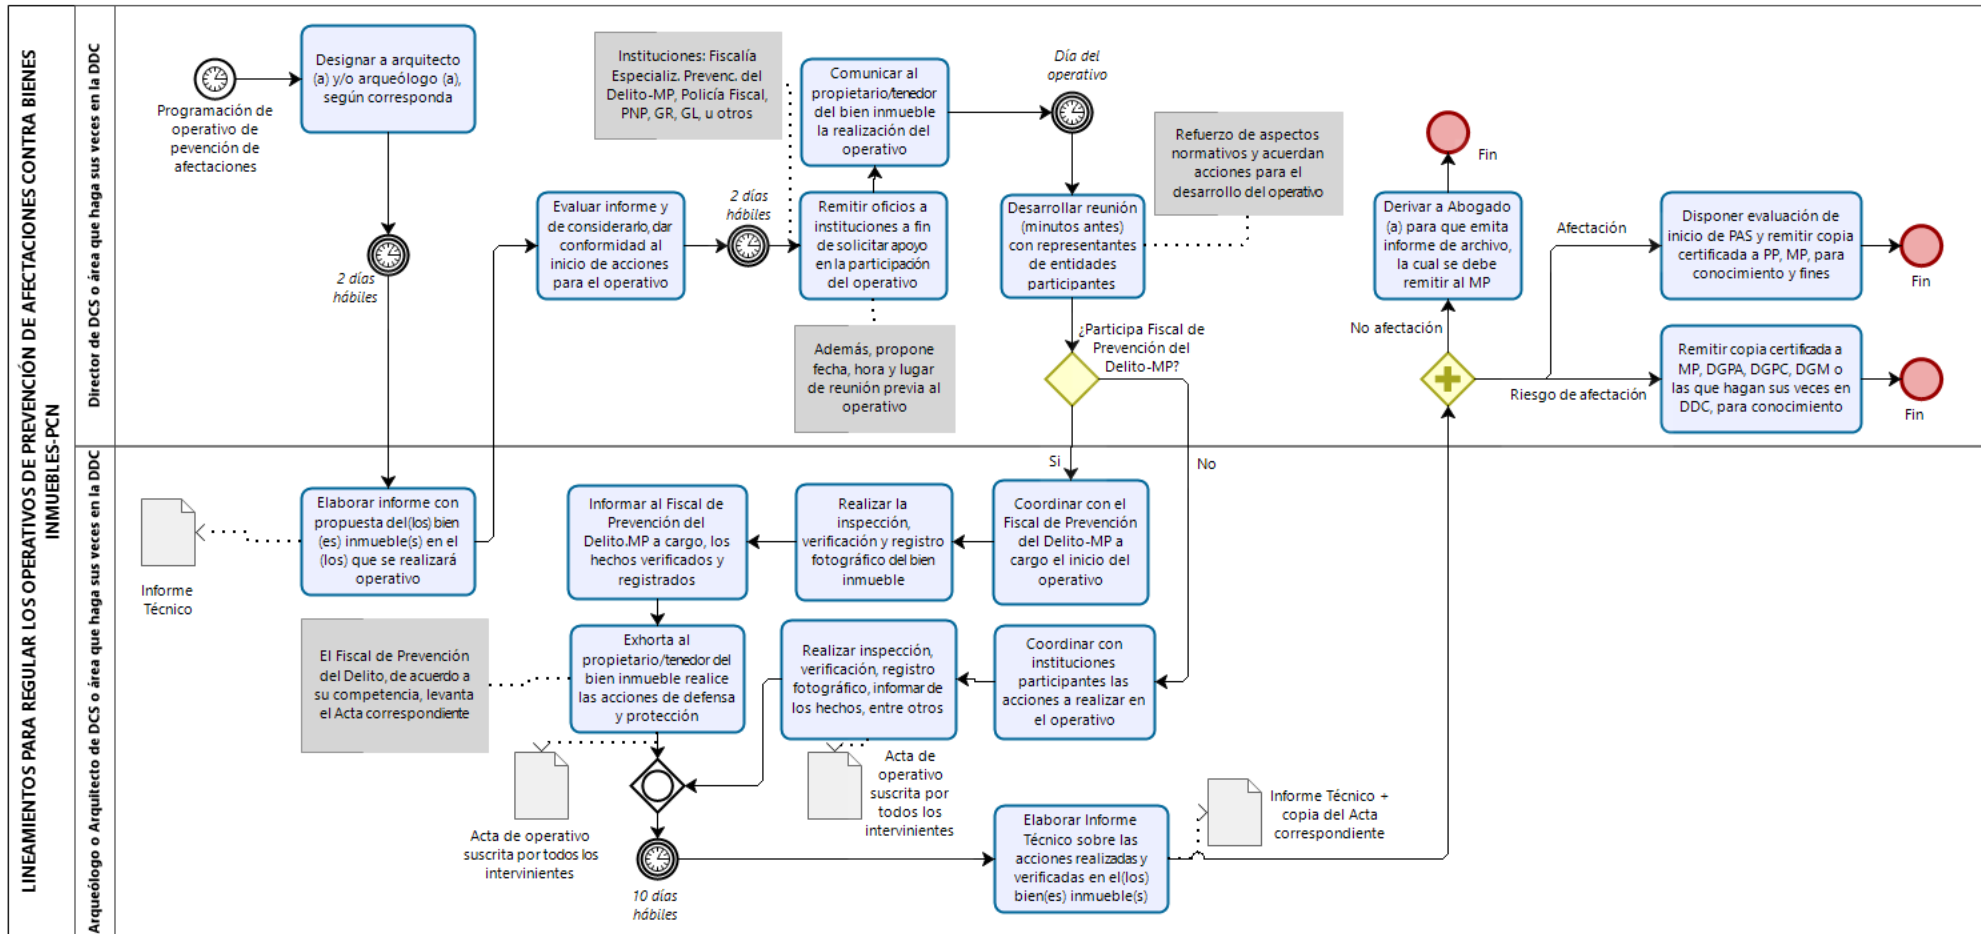 LINEAMIENTOS PARA REGULAR LOS OPERATIVOS DE PREVENCIÓN DE AFECTACIONES CONTRA BIENES
INMUEBLES-PCN
Director de DCS o área que haga sus veces en la DDC
Programación de
operativo de
pevención de
afectaciones
Designar a arquitecto
(a) y/o arqueólogo (a),
según corresponda
2 días
hábiles
Evaluar informe y
de considerarlo, dar
conformidad al
inicio de acciones
para el operativo
2 días
hábiles
Instituciones: Fiscalía
Especializ. Prevenc. del
Delito-MP, Policía Fiscal,
PNP, GR, GL, u otros
Remitir oficios a
instituciones a fin
de solicitar apoyo
en la participación
del operativo
Además, propone
fecha, hora y lugar
de reunión previa al
operativo
Comunicar al
propietario/tenedor
del bien inmueble
la realización del
operativo
Día del
operativo
Desarrollar reunión
(minutos antes)
con representantes
de entidades
participantes
Refuerzo de aspectos
normativos y acuerdan
acciones para el
desarrollo del operativo
¿Participa Fiscal de
Prevención del
Delito-MP?
Si
No
Fin
Derivar a Abogado
(a) para que emita
informe de archivo,
la cual se debe
remitir al MP
No afectación
Afectación
Riesgo de afectación
Disponer evaluación de
inicio de PAS y remitir copia
certificada a PP, MP, para
conocimiento y fines
Fin
Remitir copia certificada a
MP, DGPA, DGPC, DGM o
las que hagan sus veces en
DDC, para conocimiento
Fin
Arqueólogo o Arquitecto de DCS o área que haga sus veces en la DDC
Informe
Técnico
Elaborar informe con
propuesta del(los) bien
(es) inmueble(s) en el
(los) que se realizará
operativo
Informar al Fiscal de
Prevención del
Delito.MP a cargo, los
hechos verificados y
registrados
Realizar la
inspección,
verificación y registro
fotográfico del bien
inmueble
Coordinar con el
Fiscal de Prevención
del Delito-MP a
cargo el inicio del
operativo
El Fiscal de Prevención
del Delito, de acuerdo a
su competencia, levanta
el Acta correspondiente
Exhorta al
propietario/tenedor del
bien inmueble realice
las acciones de defensa
y protección
Realizar inspección,
verificación, registro
fotográfico, informar de
los hechos, entre otros
Coordinar con
instituciones
participantes las
acciones a realizar en
el operativo
Acta de operativo
suscrita por todos los
intervinientes
Acta de
operativo
suscrita por
todos los
intervinientes
10 días
hábiles
Elaborar Informe
Técnico sobre las
acciones realizadas y
verificadas en el(los)
bien(es) inmueble(s)
Informe Técnico +
copia del Acta
correspondiente